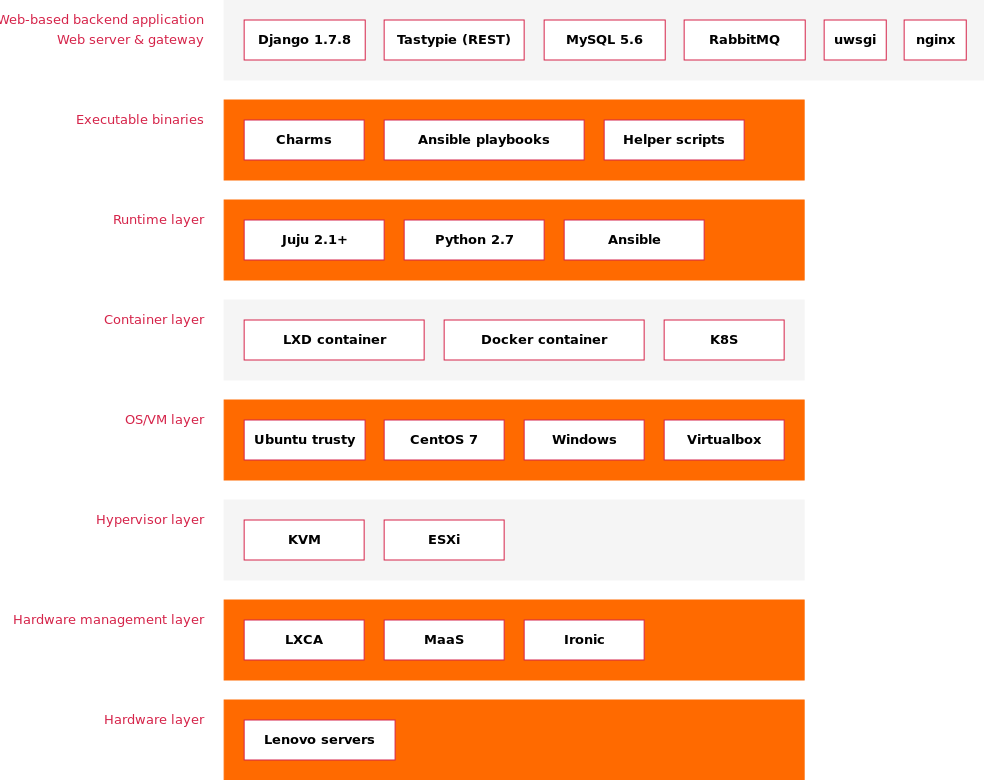 Web-based backend application
Web server & gateway
Django 1.7.8 Tastypie (REST) MySQL 5.6 RabbitMQ uwsgi nginx
Executable binaries
Charms Ansible playbooks Helper scripts
Runtime layer
Juju 2.1+ Python 2.7 Ansible
Container layer
LXD container Docker container K8S
OS/VM layer
Ubuntu trusty CentOS 7 Windows Virtualbox
Hypervisor layer
KVM ESXi
Hardware management layer
LXCA MaaS Ironic
Hardware layer
Lenovo servers